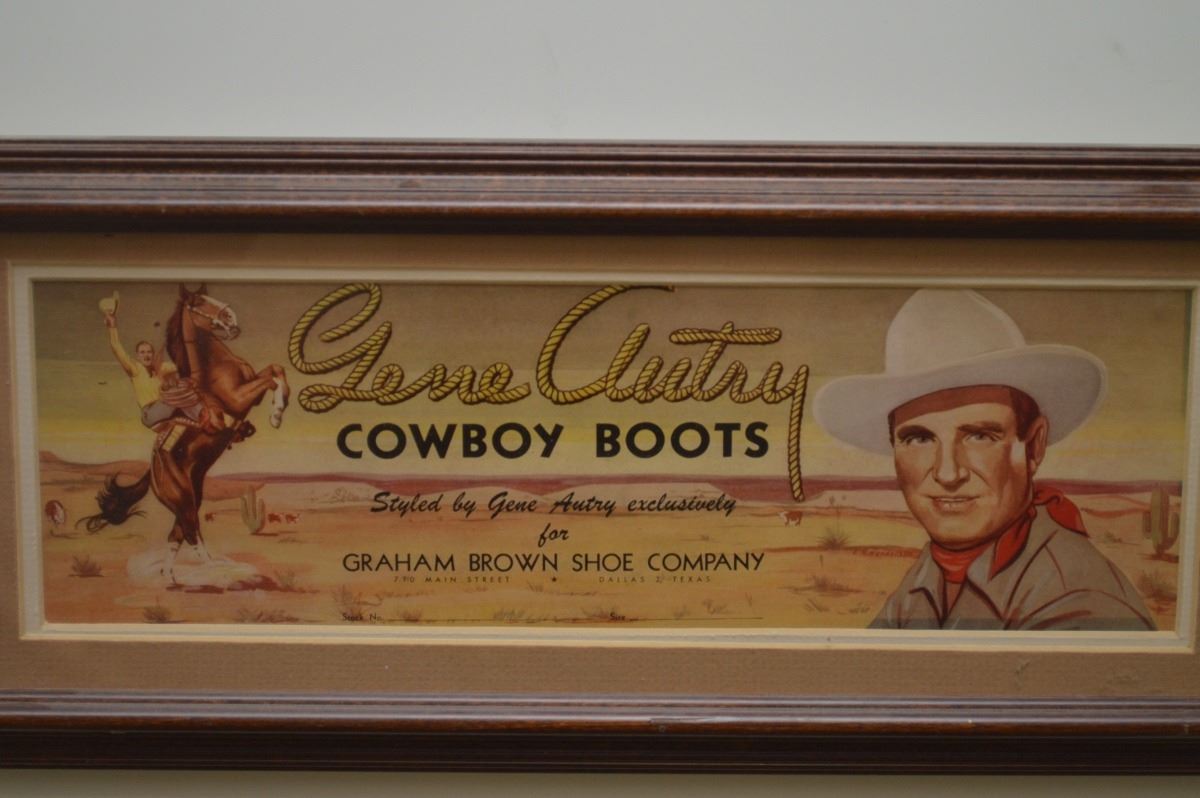 Gene Autry
COWBOY BOOTS
Styled by Gene Autry exclusively
for
GRAHAM BROWN SHOE COMPANY
710 MAIN STREET ★ DALLAS 2, TEXAS
Stock No. Size